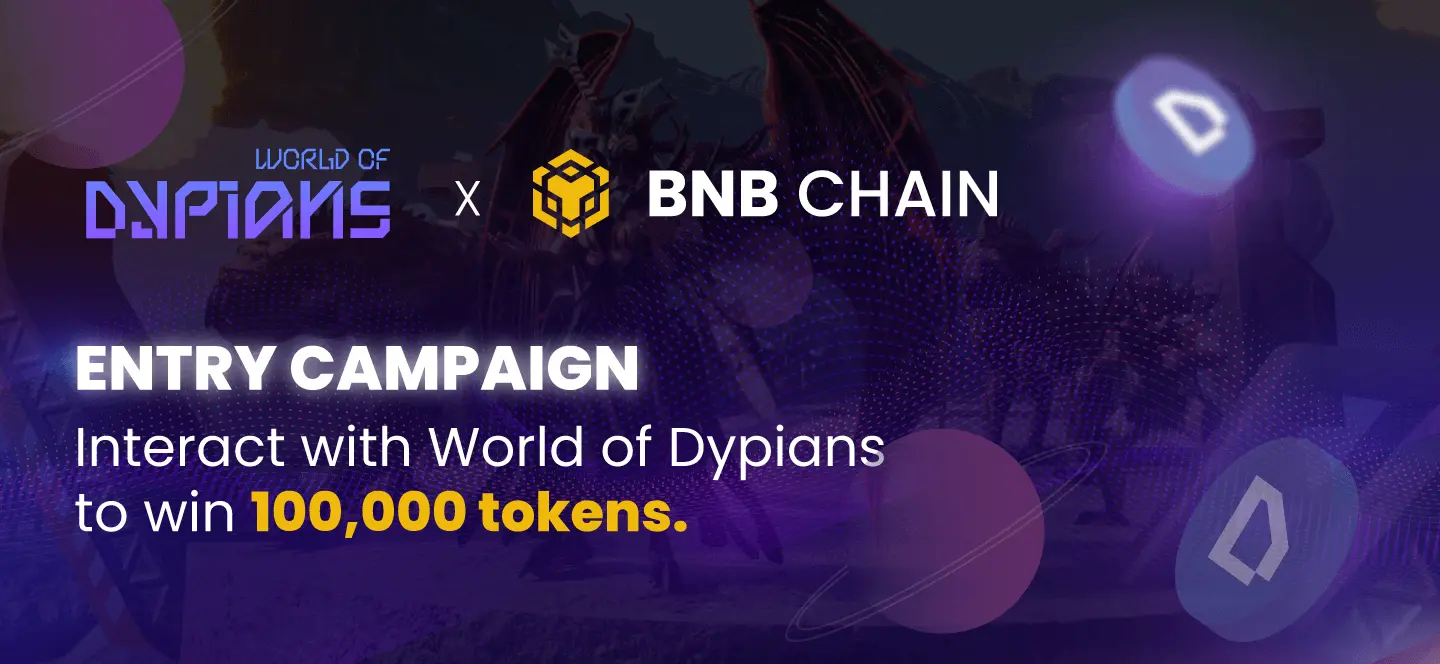 WORLD OF
DYPIANS
X
BNB CHAIN
ENTRY CAMPAIGN
Interact with World of Dypians
to win 100,000 tokens.